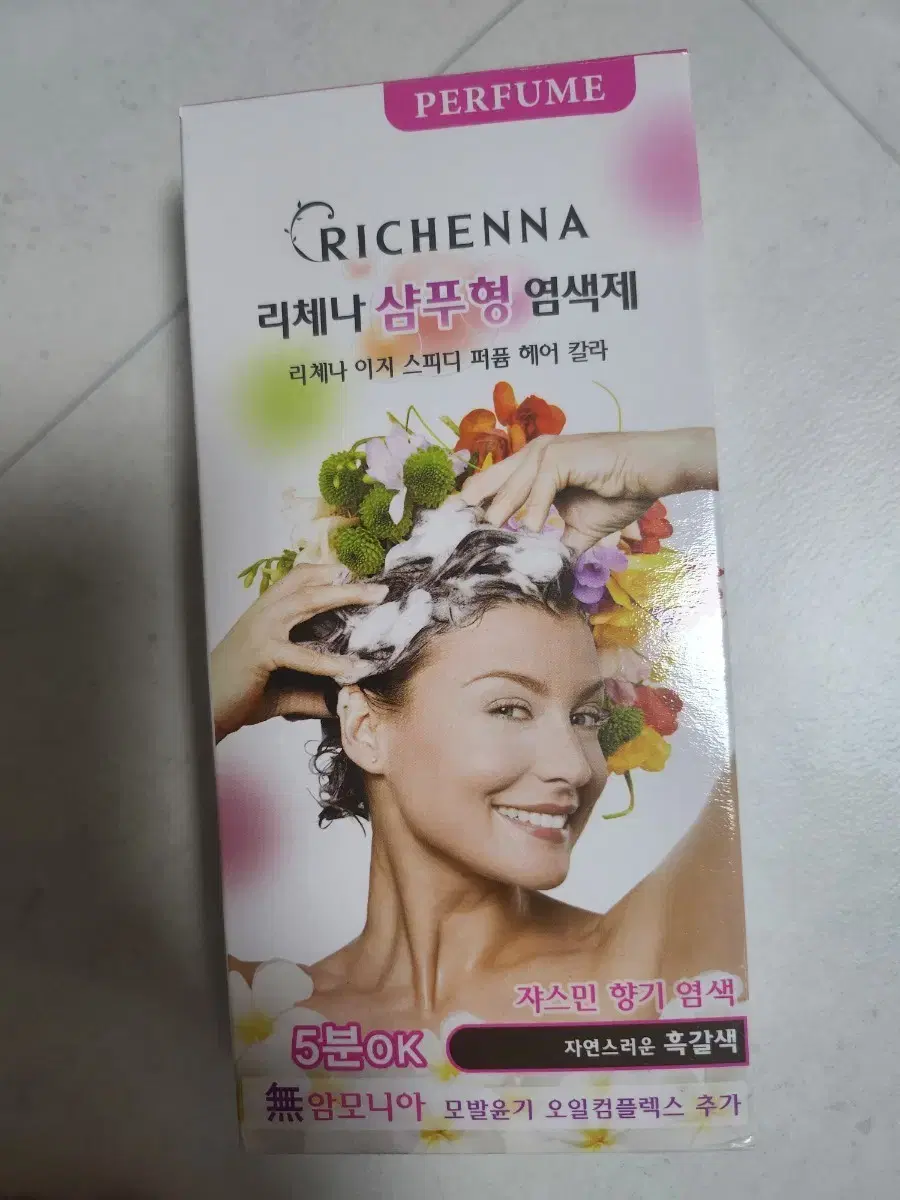 PERFUME
RICHENNA
리체나 샴푸형 염색제
리체나 이지 스피디 퍼퓸 헤어 칼라
쟈스민 향기 염색
5분OK 자연스러운 흑갈색
無암모니아 모발윤기 오일컴플렉스 추가